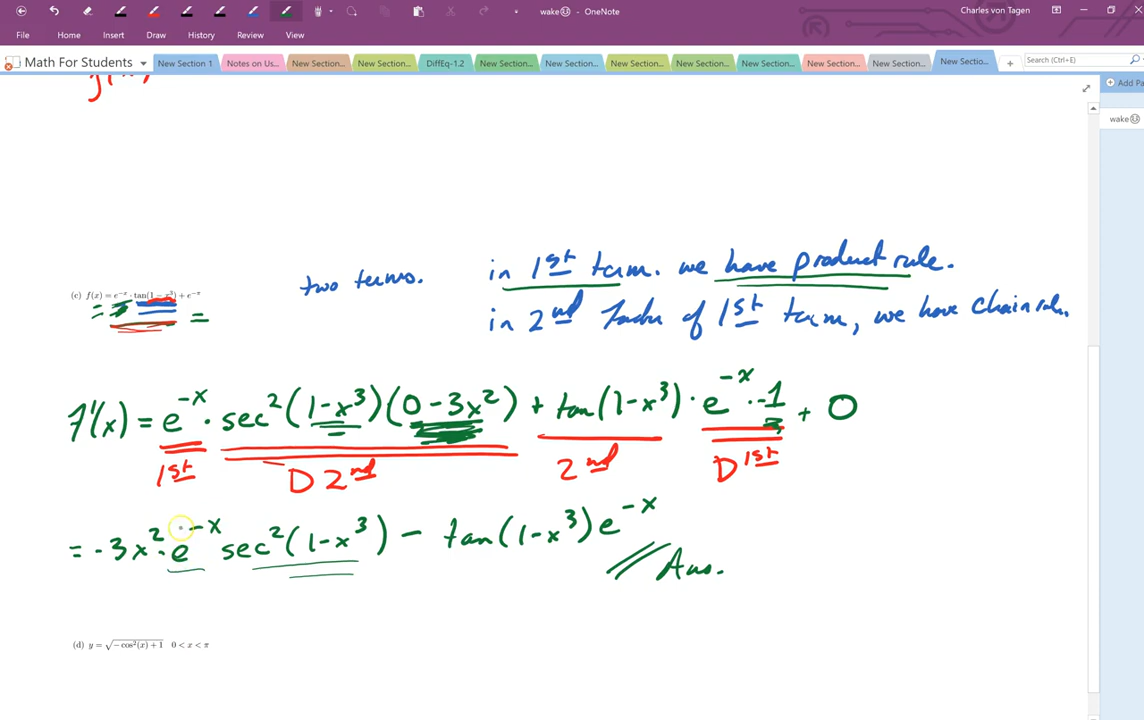 wake☺ - OneNote
Charles von Tagen
File Home Insert Draw History Review View
Math For Students
New Section 1 Notes on Us... New Section... New Section... DiffEq-1.2 New Section... New Section... New Section... New Section... New Section... New Section... New Sectio... New Sectio...
Search (Ctrl+E)
Add Pa
wake☺
in 1st term. we have product rule.
two terms.
(c) f(x) = e^{-x} · tan(1 − x^3) + e^{-π}
= =
in 2nd factor of 1st term, we have chain rule.
f'(x) = e^{-x} · sec^2(1-x^3)(0-3x^2) + tan(1-x^3) · e^{-x} · -1 + 0
1st D 2nd 2nd D 1st
= -3x^2 · e^{-x} sec^2(1-x^3) - tan(1-x^3) e^{-x}
// Ans.
(d) y = √(−cos^2(x) + 1) 0 < x < π